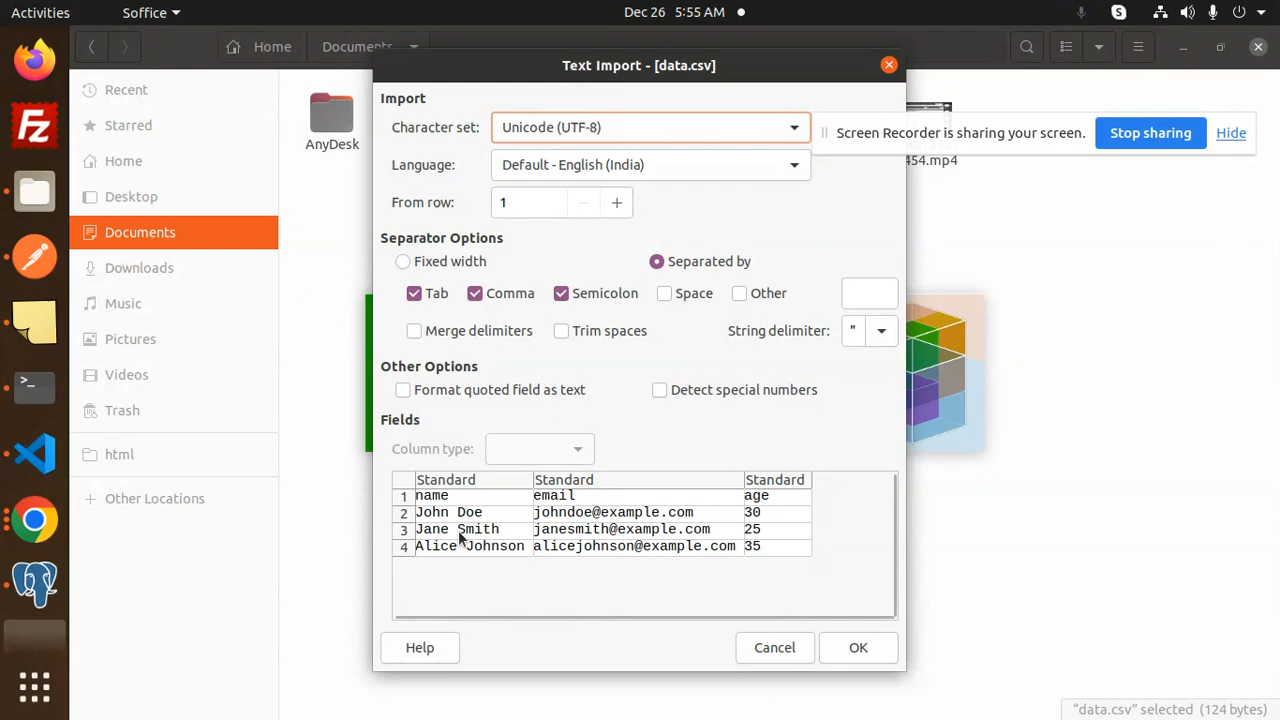 Activities Soffice Dec 26 5:55 AM
Home Documents
Text Import - [data.csv]
Recent
Starred
Home
Desktop
Documents
Downloads
Music
Pictures
Videos
Trash
html
Other Locations
AnyDesk
454.mp4
Screen Recorder is sharing your screen. Stop sharing Hide
Import
Character set: Unicode (UTF-8)
Language: Default - English (India)
From row: 1
Separator Options
Fixed width Separated by
Tab Comma Semicolon Space Other
Merge delimiters Trim spaces String delimiter: "
Other Options
Format quoted field as text Detect special numbers
Fields
Column type:
Standard Standard Standard
1 name email age
2 John Doe johndoe@example.com 30
3 Jane Smith janesmith@example.com 25
4 Alice Johnson alicejohnson@example.com 35
Help Cancel OK
"data.csv" selected (124 bytes)